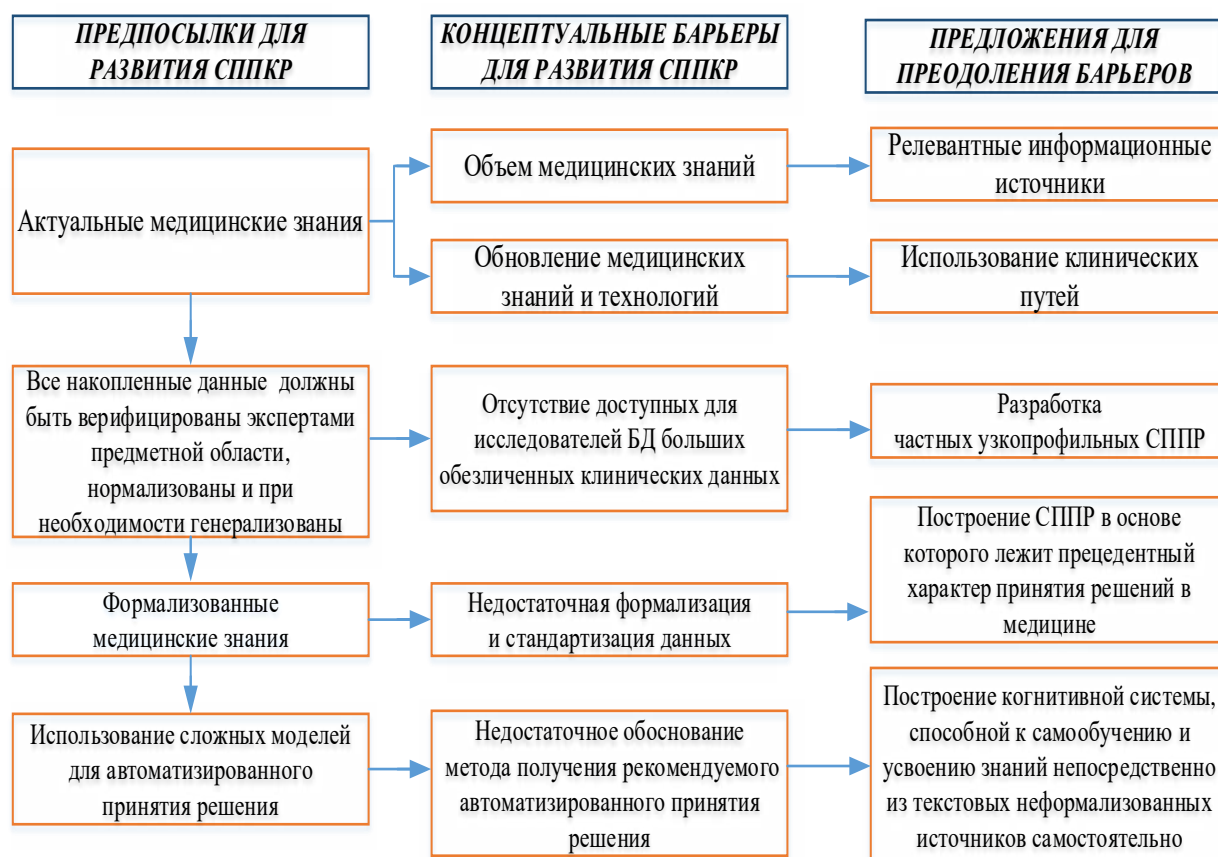 ПРЕДПОСЫЛКИ ДЛЯ
РАЗВИТИЯ СППКР
КОНЦЕПТУАЛЬНЫЕ БАРЬЕРЫ
ДЛЯ РАЗВИТИЯ СППКР
ПРЕДЛОЖЕНИЯ ДЛЯ
ПРЕОДОЛЕНИЯ БАРЬЕРОВ
Актуальные медицинские знания
Объем медицинских знаний
Релевантные информационные
источники
Обновление медицинских
знаний и технологий
Использование клинических
путей
Все накопленные данные должны
быть верифицированы экспертами
предметной области,
нормализованы и при
необходимости генерализованы
Отсутствие доступных для
исследователей БД больших
обезличенных клинических данных
Разработка
частных узкопрофильных СППР
Формализованные
медицинские знания
Недостаточная формализация
и стандартизация данных
Построение СППР в основе
которого лежит прецедентный
характер принятия решений в
медицине
Использование сложных моделей
для автоматизированного
принятия решения
Недостаточное обоснование
метода получения рекомендуемого
автоматизированного принятия
решения
Построение когнитивной системы,
способной к самообучению и
усвоению знаний непосредственно
из текстовых неформализованных
источников самостоятельно